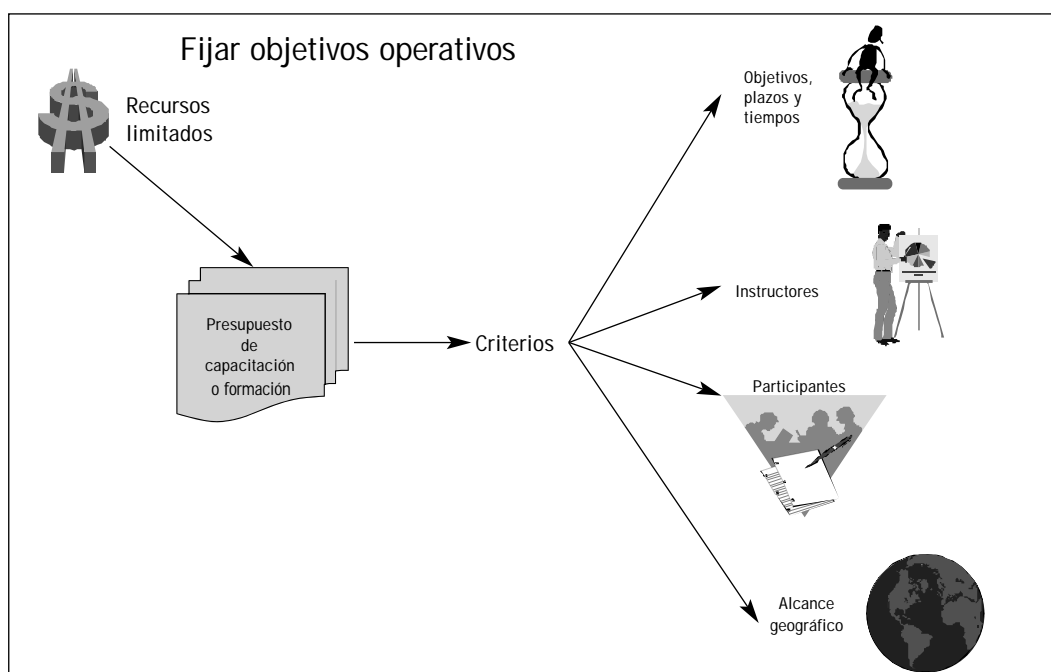 Fijar objetivos operativos
Recursos
limitados
Objetivos,
plazos y
tiempos
Presupuesto
de
capacitación
o formación
Criterios
Instructores
Participantes
Alcance
geográfico